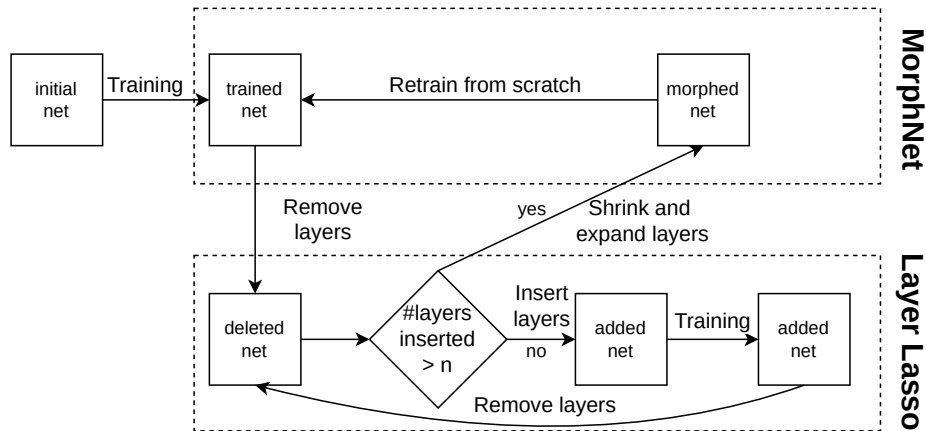 initial
net
Training
trained
net
Retrain from scratch
morphed
net
MorphNet
Remove
layers
yes
Shrink and
expand layers
deleted
net
#layers
inserted
> n
Insert
layers
no
added
net
Training
added
net
Remove layers
Layer Lasso